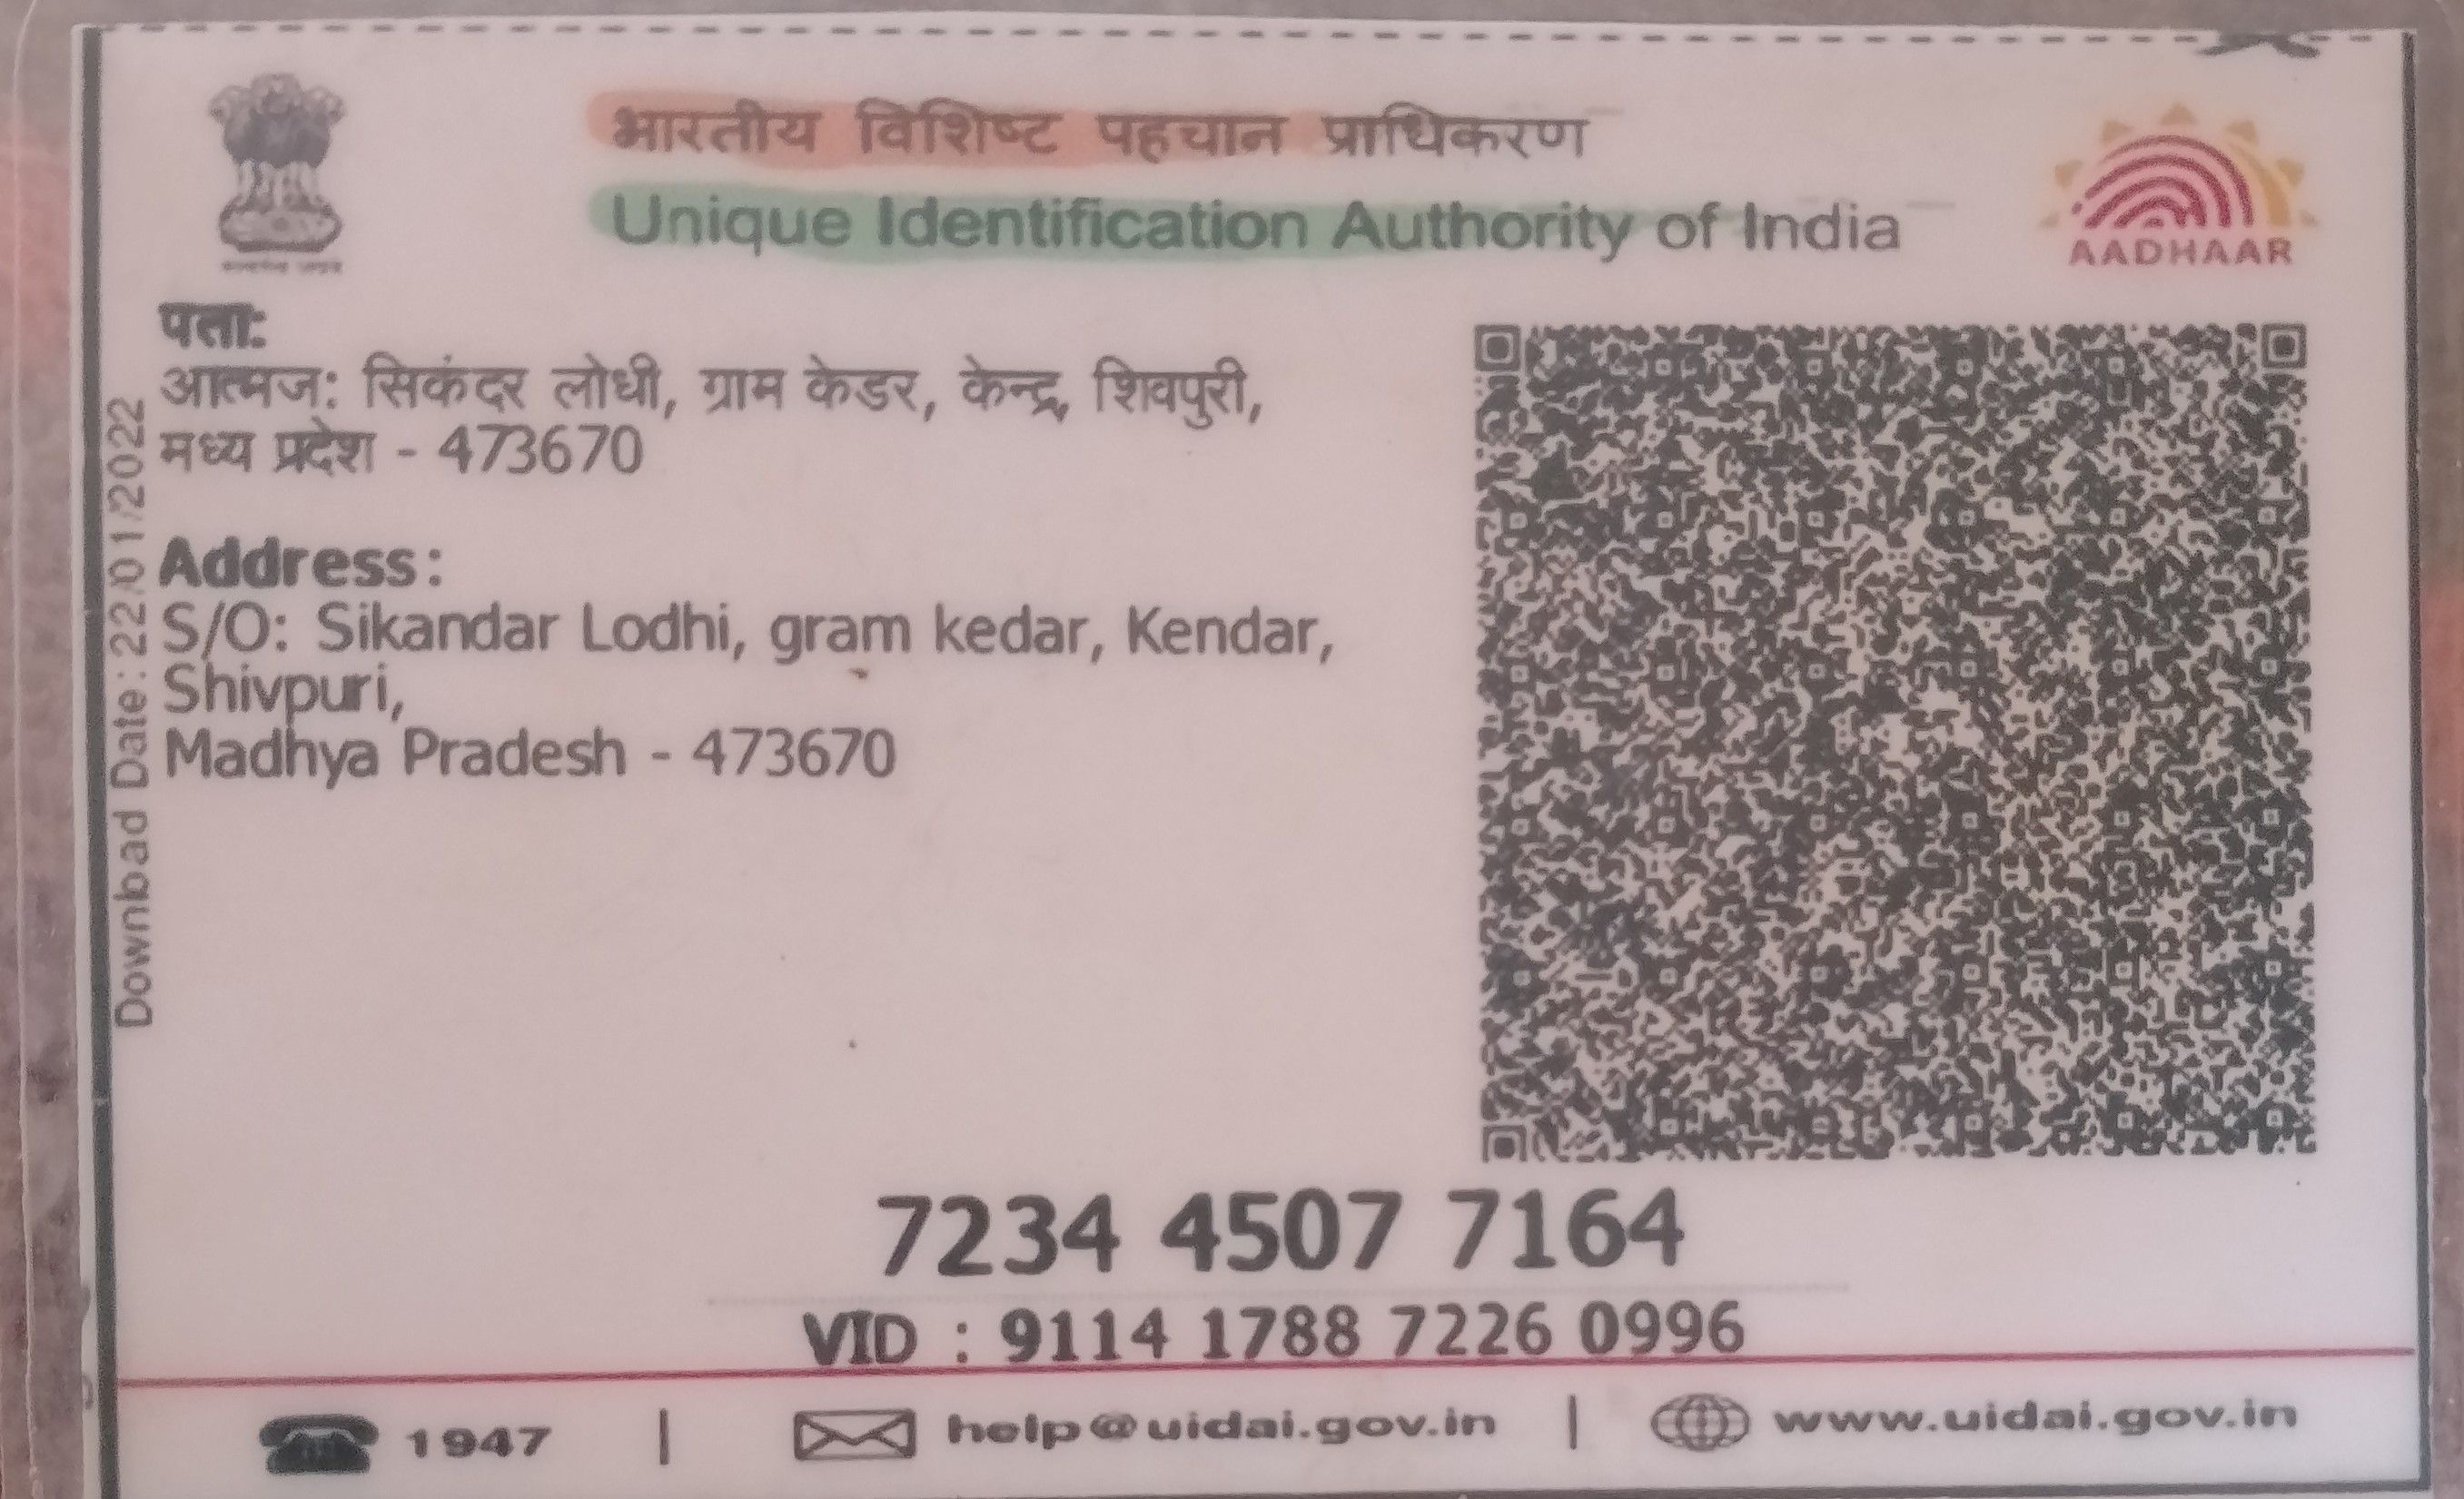 भारतीय विशिष्ट पहचान प्राधिकरण
Unique Identification Authority of India
AADHAAR
पता:
आत्मज: सिकंदर लोधी, ग्राम केडर, केन्द्र, शिवपुरी,
मध्य प्रदेश - 473670
Address:
S/O: Sikandar Lodhi, gram kedar, Kendar,
Shivpuri,
Madhya Pradesh - 473670
Download Date: 22/01/2022
7234 4507 7164
VID : 9114 1788 7226 0996
1947 | help@uidai.gov.in | www.uidai.gov.in